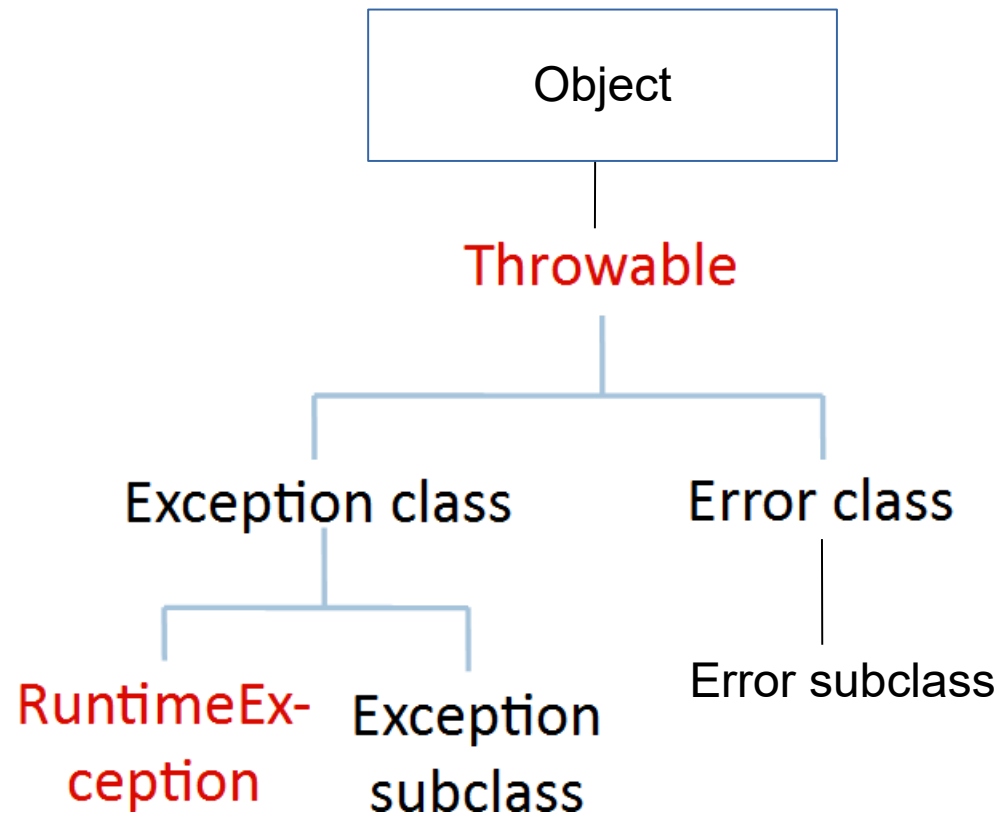 Object
Throwable
Exception class
Error class
RuntimeEx-
ception
Exception
subclass
Error subclass